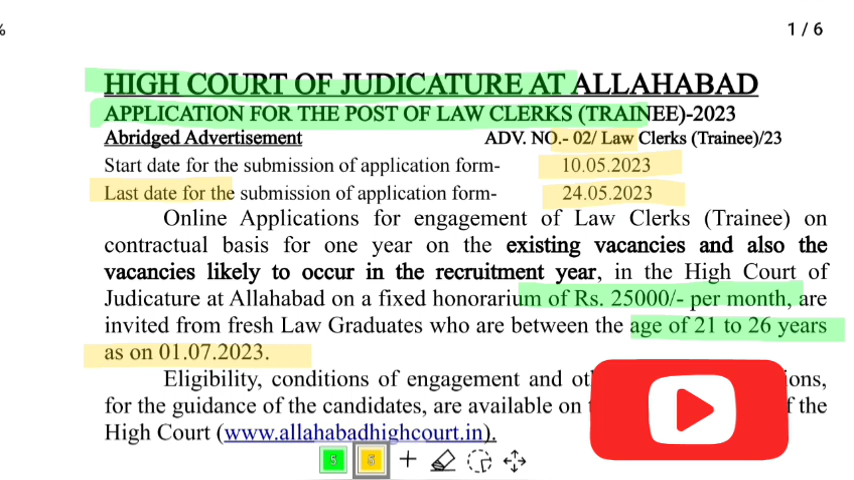 %
1 / 6
HIGH COURT OF JUDICATURE AT ALLAHABAD
APPLICATION FOR THE POST OF LAW CLERKS (TRAINEE)-2023
Abridged Advertisement ADV. NO.- 02/ Law Clerks (Trainee)/23
Start date for the submission of application form- 10.05.2023
Last date for the submission of application form- 24.05.2023
Online Applications for engagement of Law Clerks (Trainee) on
contractual basis for one year on the existing vacancies and also the
vacancies likely to occur in the recruitment year, in the High Court of
Judicature at Allahabad on a fixed honorarium of Rs. 25000/- per month, are
invited from fresh Law Graduates who are between the age of 21 to 26 years
as on 01.07.2023.
Eligibility, conditions of engagement and
for the guidance of the candidates, are available on the
High Court (www.allahabadhighcourt.in).
5 6